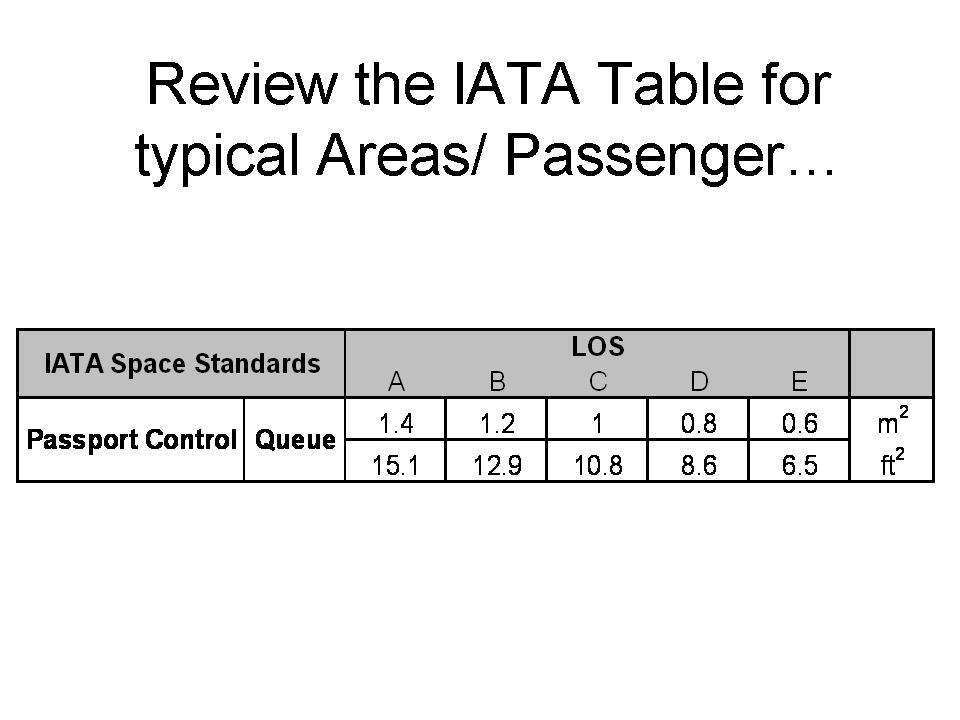 Review the IATA Table for
typical Areas/ Passenger…
IATA Space Standards
LOS
A B C D E
Passport Control Queue
1.4 1.2 1 0.8 0.6 m²
15.1 12.9 10.8 8.6 6.5 ft²